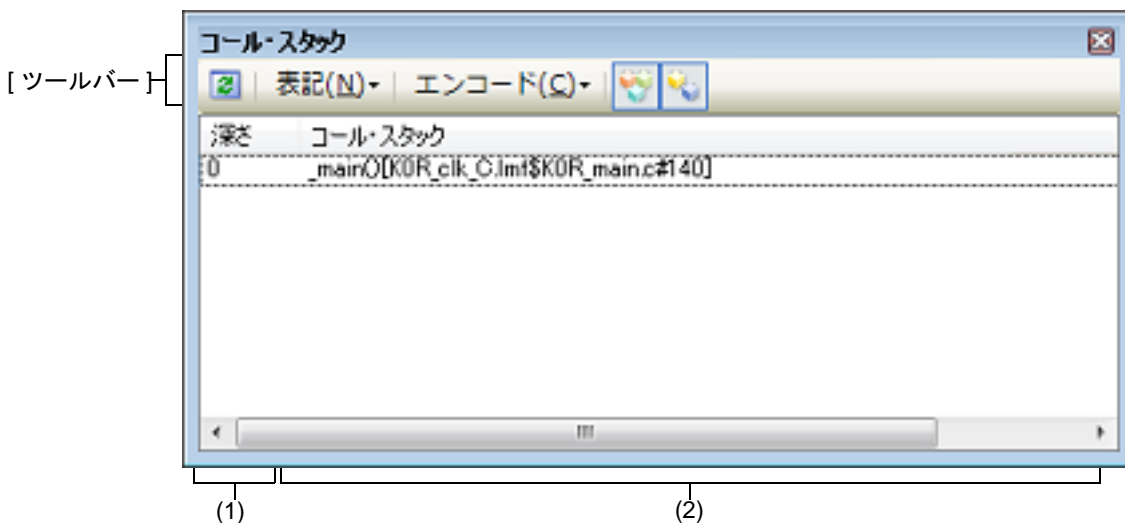 コール・スタック
[ ツールバー ]
表記(N)
エンコード(C)
深さ コール・スタック
0 _main()[K0R_clk_C.lmf$K0R_main.c#140]
(1) (2)